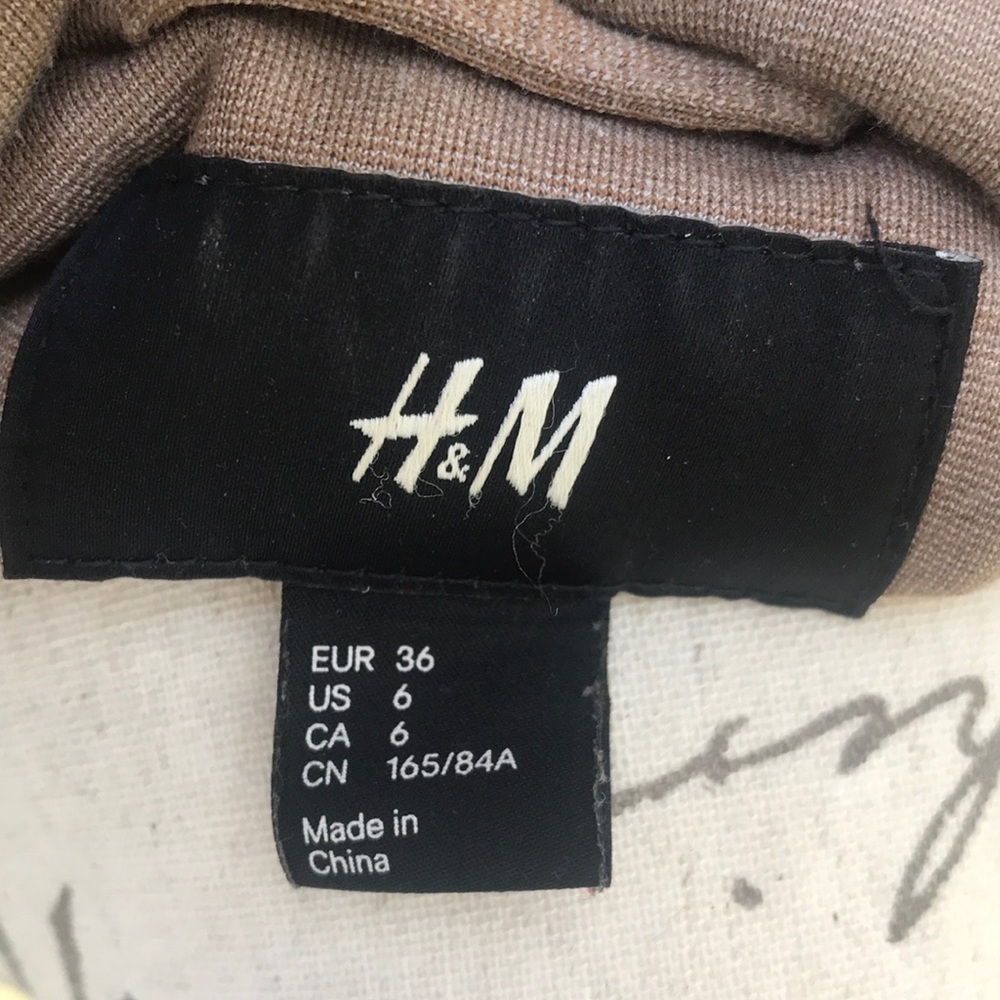 H&M
EUR 36
US 6
CA 6
CN 165/84A
Made in
China